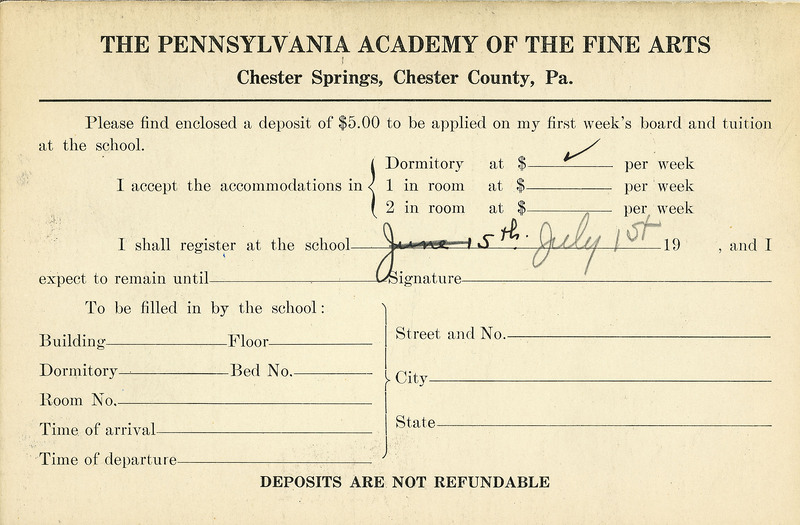 THE PENNSYLVANIA ACADEMY OF THE FINE ARTS
Chester Springs, Chester County, Pa.
Please find enclosed a deposit of $5.00 to be applied on my first week's board and tuition
at the school.
I accept the accommodations in { Dormitory at $ ✓ per week
1 in room at $ per week
2 in room at $ per week
I shall register at the school June 15th. July 1st 19 , and I
expect to remain until Signature
To be filled in by the school:
Building Floor
Dormitory Bed No.
Room No.
Time of arrival
Time of departure
Street and No.
City
State
DEPOSITS ARE NOT REFUNDABLE